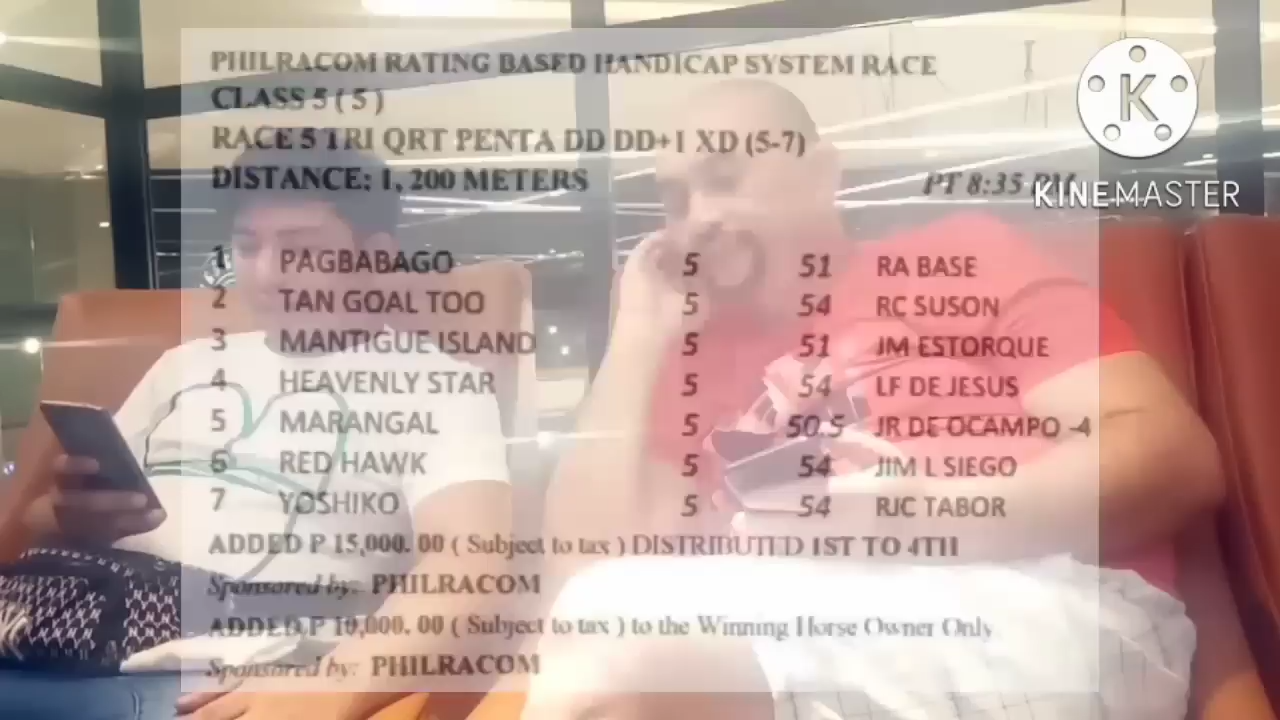 PHILRACOM RATING BASED HANDICAP SYSTEM RACE
CLASS 5 ( 5 )
RACE 5 TRI QRT PENTA DD DD+1 XD (5-7)
DISTANCE: 1, 200 METERS PT 8:35 PM
K
KINEMASTER
1 PAGBABAGO 5 51 RA BASE
2 TAN GOAL TOO 5 54 RC SUSON
3 MANTIGUE ISLAND 5 51 JM ESTORQUE
4 HEAVENLY STAR 5 54 LF DE JESUS
5 MARANGAL 5 50.5 JR DE OCAMPO -4
6 RED HAWK 5 54 JIM L SIEGO
7 YOSHIKO 5 54 RJC TABOR
ADDED P 15,000. 00 ( Subject to tax ) DISTRIBUTED 1ST TO 4TH
Sponsored by: PHILRACOM
ADDED P 10,000. 00 ( Subject to tax ) to the Winning Horse Owner Only
Sponsored by: PHILRACOM